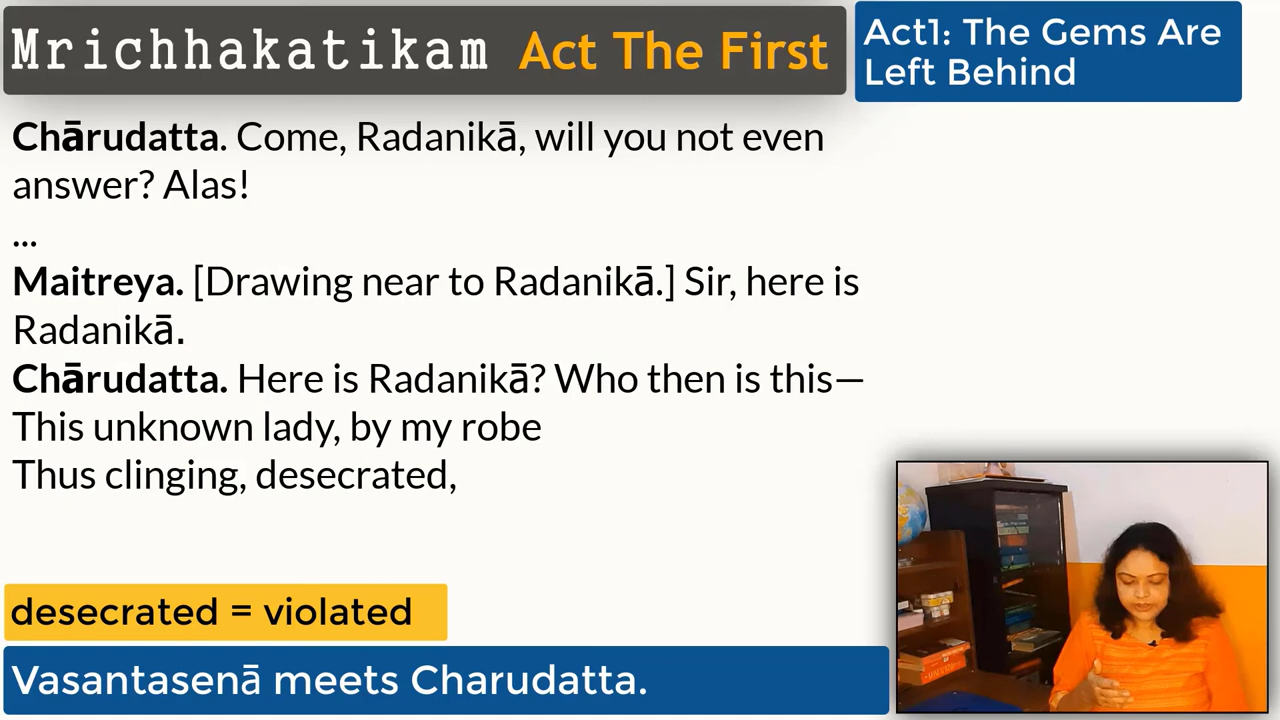 Mrichhakatikam Act The First
Act1: The Gems Are
Left Behind
Chārudatta. Come, Radanikā, will you not even
answer? Alas!
...
Maitreya. [Drawing near to Radanikā.] Sir, here is
Radanikā.
Chārudatta. Here is Radanikā? Who then is this—
This unknown lady, by my robe
Thus clinging, desecrated,
desecrated = violated
Vasantasenā meets Charudatta.